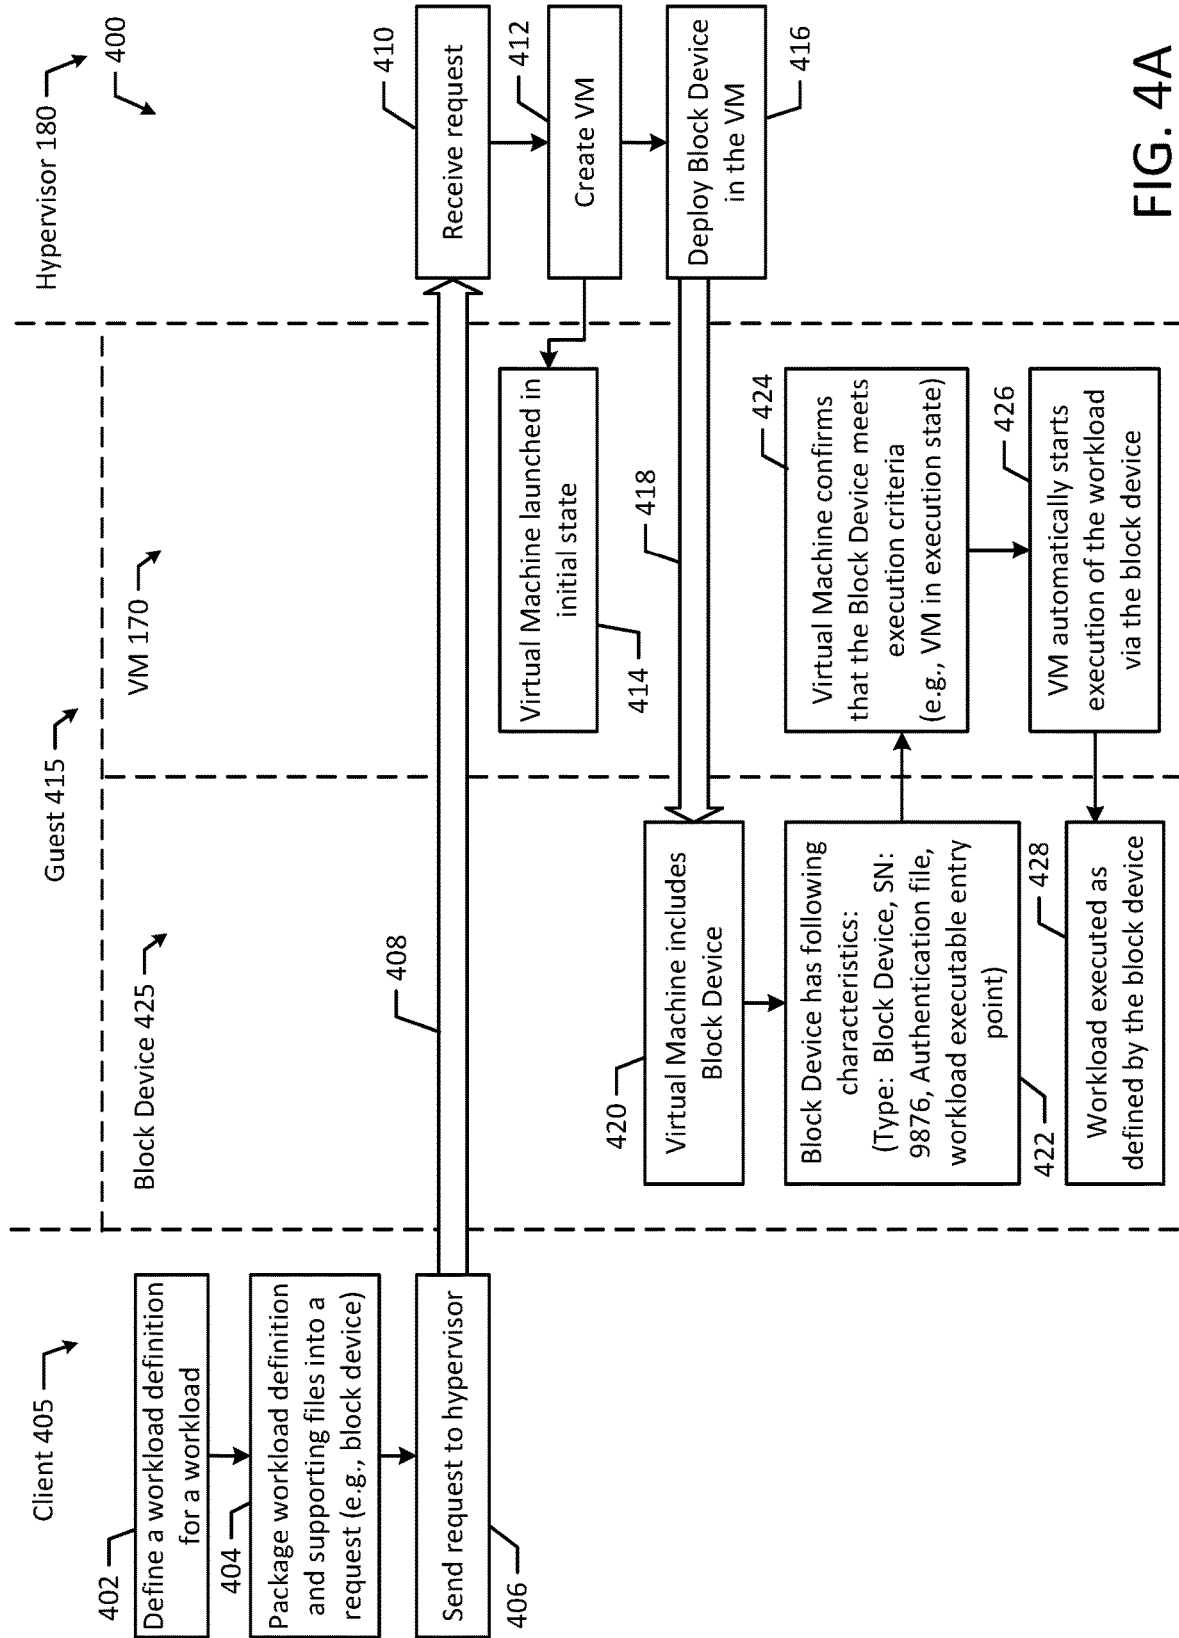 Client 405
Guest 415
Block Device 425
VM 170
Hypervisor 180
400
402
Define a workload definition
for a workload
404
Package workload definition
and supporting files into a
request (e.g., block device)
Send request to hypervisor
406
408
Receive request
410
Create VM
412
Virtual Machine launched in
initial state
414
Deploy Block Device
in the VM
416
418
420
Virtual Machine includes
Block Device
Block Device has following
characteristics:
(Type: Block Device, SN:
9876, Authentication file,
workload executable entry
point)
422
424
Virtual Machine confirms
that the Block Device meets
execution criteria
(e.g., VM in execution state)
426
VM automatically starts
execution of the workload
via the block device
428
Workload executed as
defined by the block device
FIG. 4A